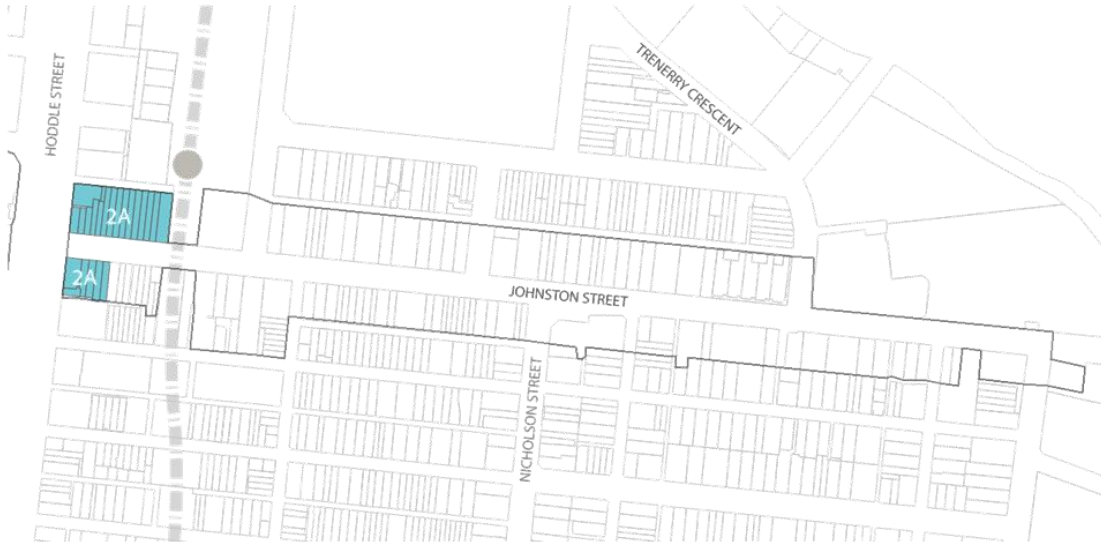 TRENERRY CRESCENT
HODDLE STREET
2A
2A
JOHNSTON STREET
NICHOLSON STREET